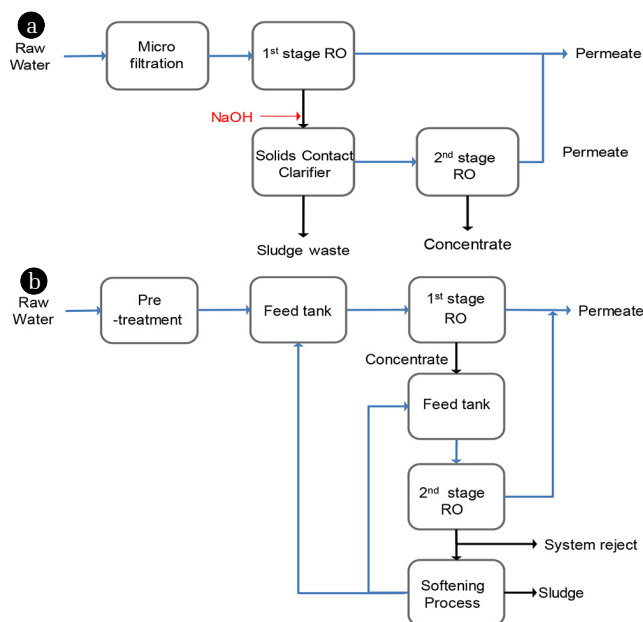 a
Raw
Water
Micro
filtration
1st stage RO
Permeate
NaOH
Solids Contact
Clarifier
2nd stage
RO
Permeate
Sludge waste
Concentrate
b
Raw
Water
Pre
-treatment
Feed tank
1st stage
RO
Permeate
Concentrate
Feed tank
2nd stage
RO
System reject
Softening
Process
Sludge